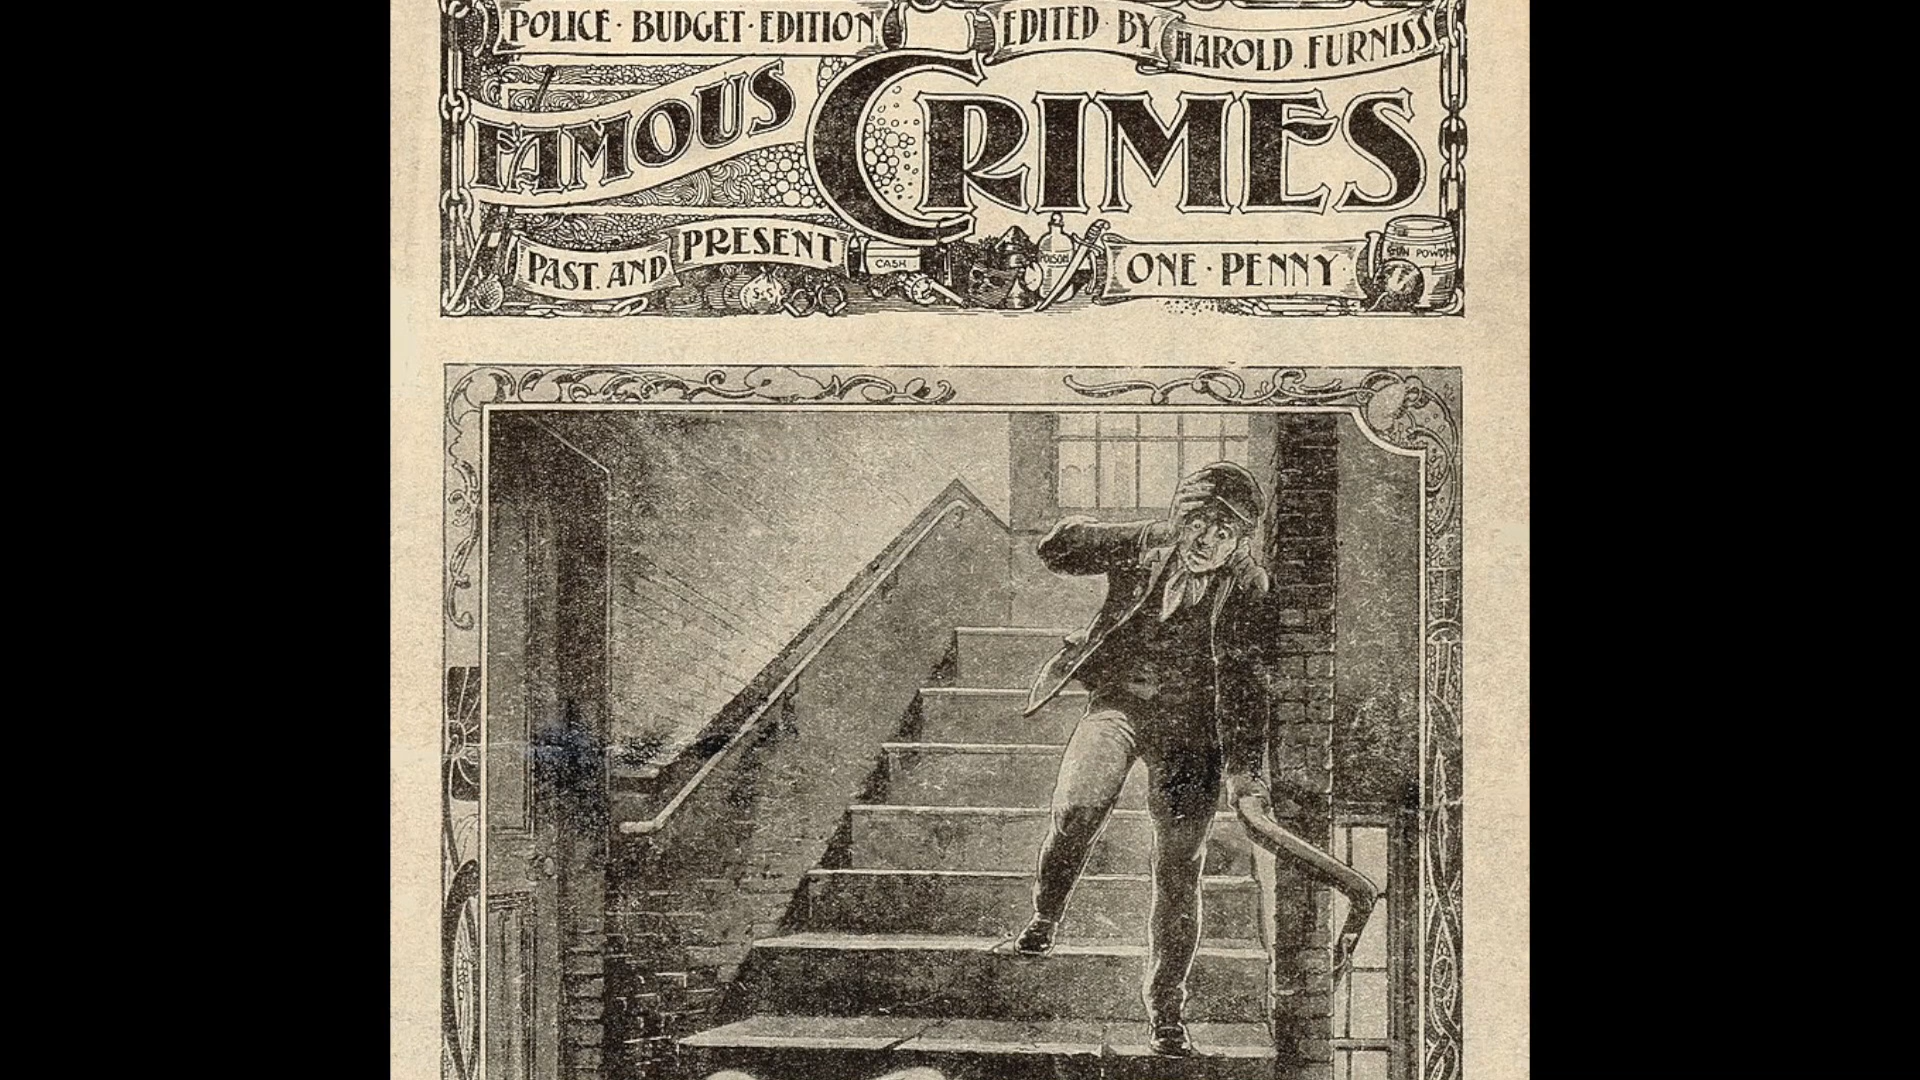 POLICE · BUDGET · EDITION
EDITED · BY HAROLD FURNISS
FAMOUS CRIMES
PAST AND PRESENT
ONE · PENNY
CASH
POISON
GUN POWDER
S·S